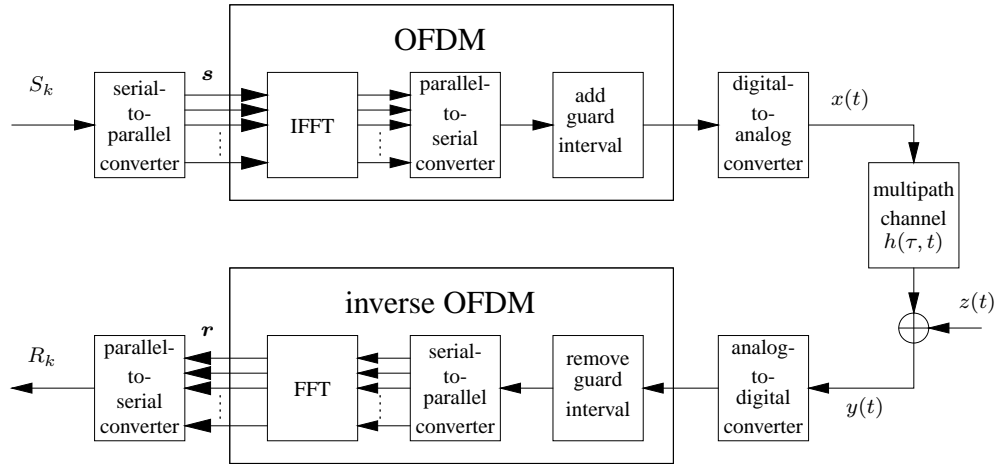 OFDM
S_k
serial-
to-
parallel
converter
s
IFFT
parallel-
to-
serial
converter
add
guard
interval
digital-
to-
analog
converter
x(t)
multipath
channel
h(τ, t)
z(t)
inverse OFDM
R_k
parallel-
to-
serial
converter
r
FFT
serial-
to-
parallel
converter
remove
guard
interval
analog-
to-
digital
converter
y(t)